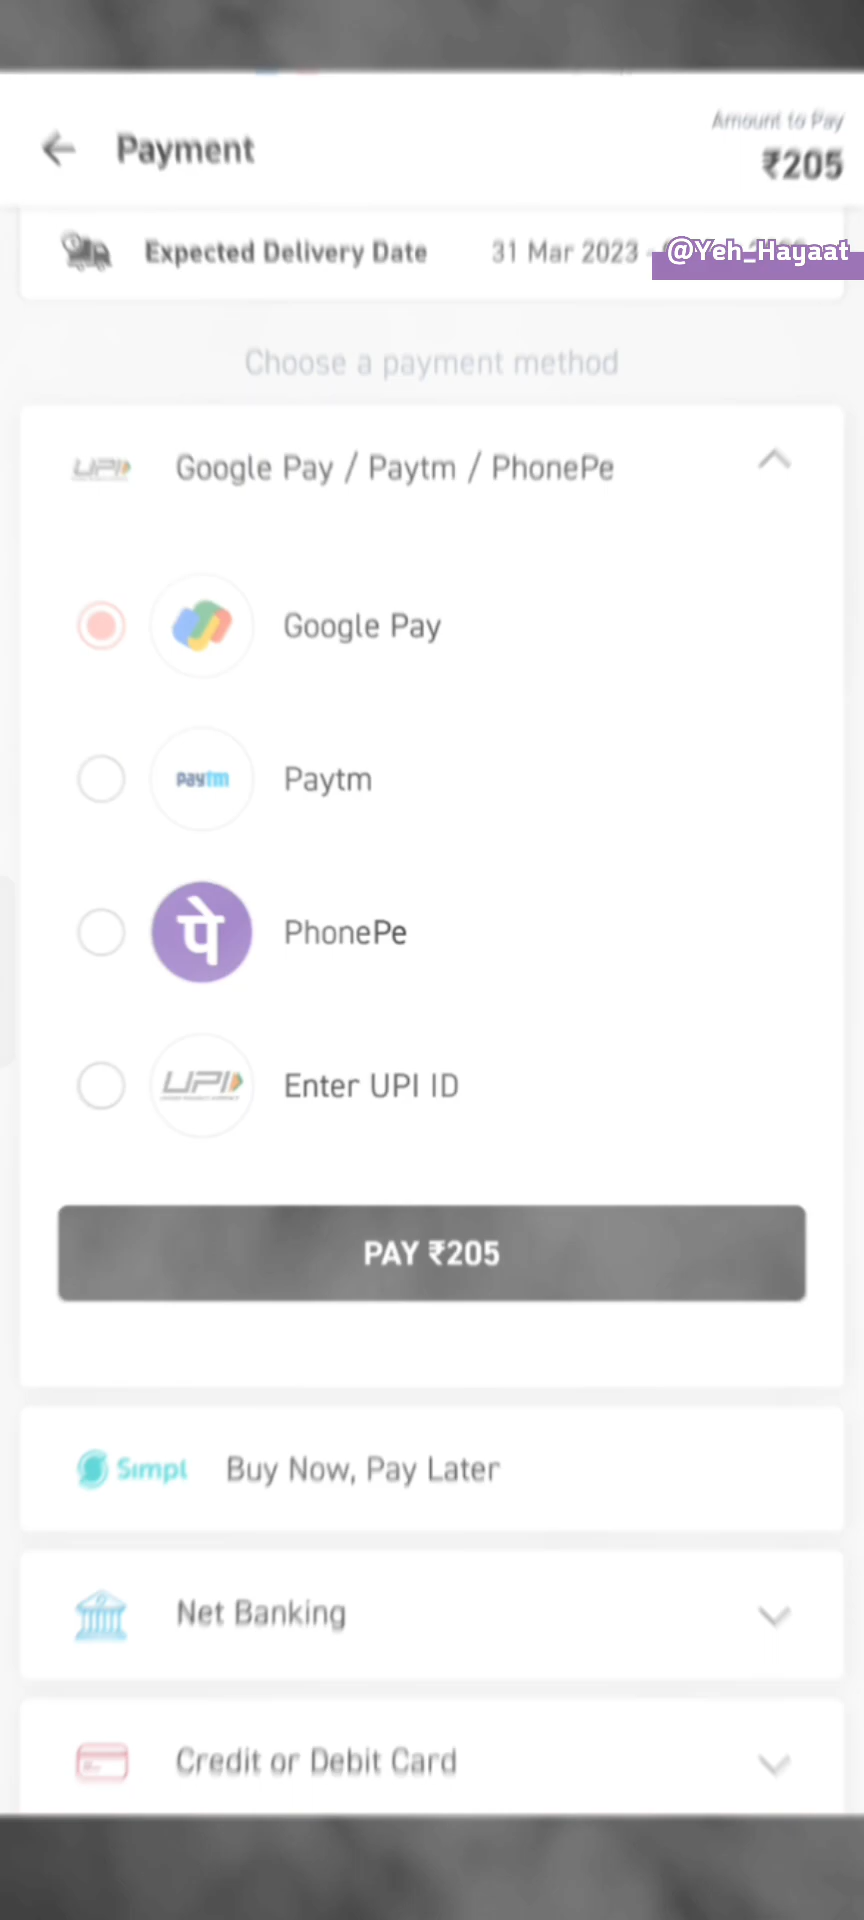 Amount to Pay
Payment
₹205
Expected Delivery Date 31 Mar 2023 -
@Yeh_Hayaat
Choose a payment method
UPI Google Pay / Paytm / PhonePe
Google Pay
paytm Paytm
पे PhonePe
UPI Enter UPI ID
PAY ₹205
Simpl Buy Now, Pay Later
Net Banking
Credit or Debit Card